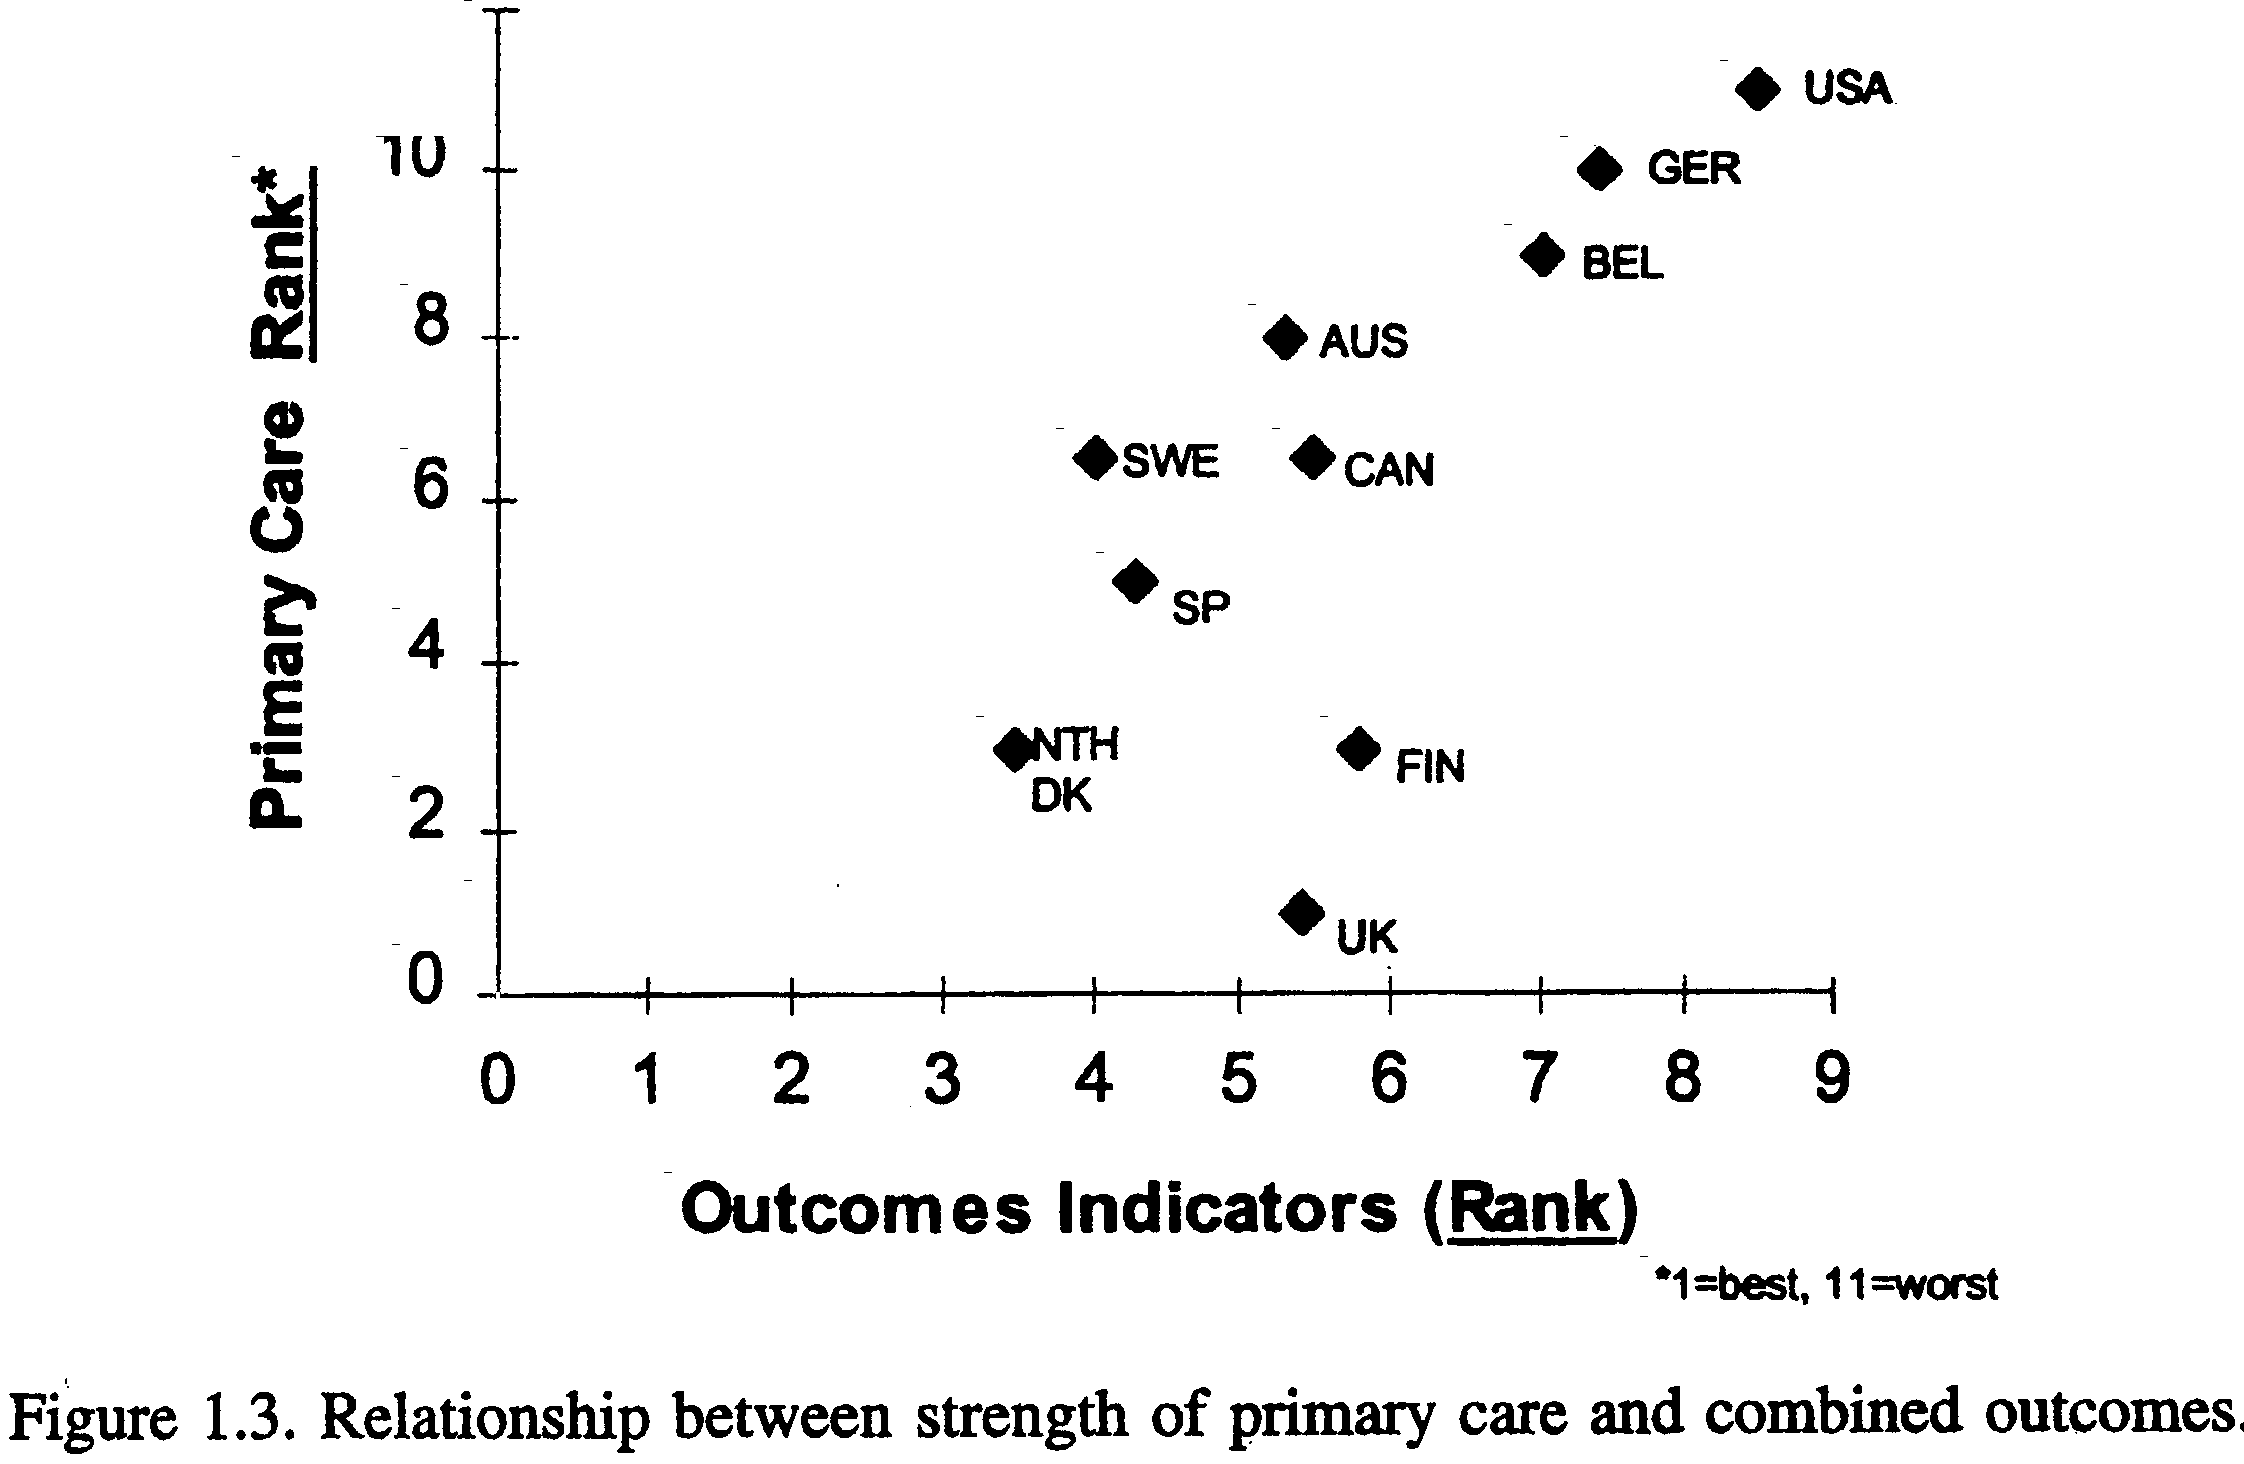 USA
10
GER
BEL
8
AUS
6
SWE
CAN
SP
4
NTH
DK
FIN
2
UK
0
Primary Care Rank*
0 1 2 3 4 5 6 7 8 9
Outcomes Indicators (Rank)
*1=best, 11=worst
Figure 1.3. Relationship between strength of primary care and combined outcomes.